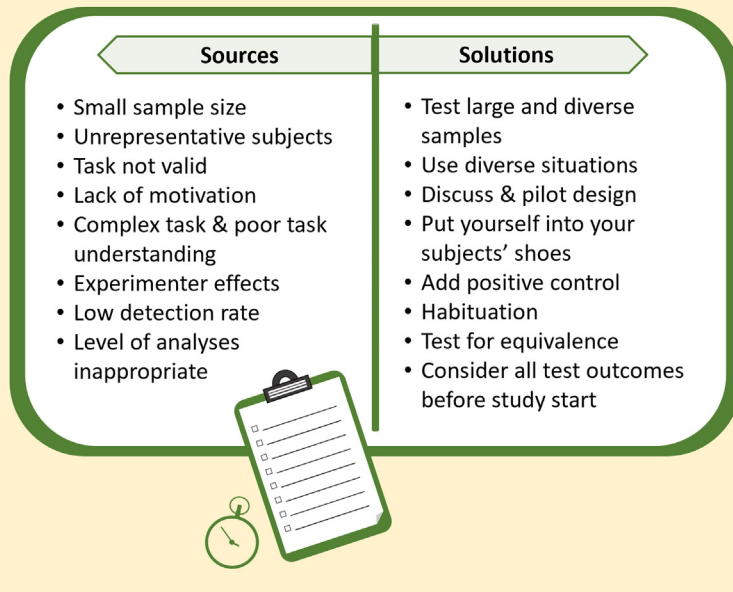 Sources
• Small sample size
• Unrepresentative subjects
• Task not valid
• Lack of motivation
• Complex task & poor task
understanding
• Experimenter effects
• Low detection rate
• Level of analyses
inappropriate
Solutions
• Test large and diverse
samples
• Use diverse situations
• Discuss & pilot design
• Put yourself into your
subjects’ shoes
• Add positive control
• Habituation
• Test for equivalence
• Consider all test outcomes
before study start